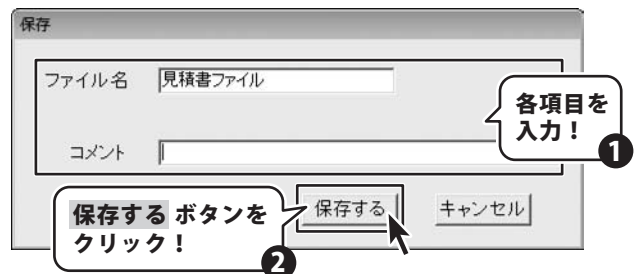 保存
ファイル名
見積書ファイル
各項目を
入力！
1
コメント
保存する ボタンを
クリック！
2
保存する
キャンセル